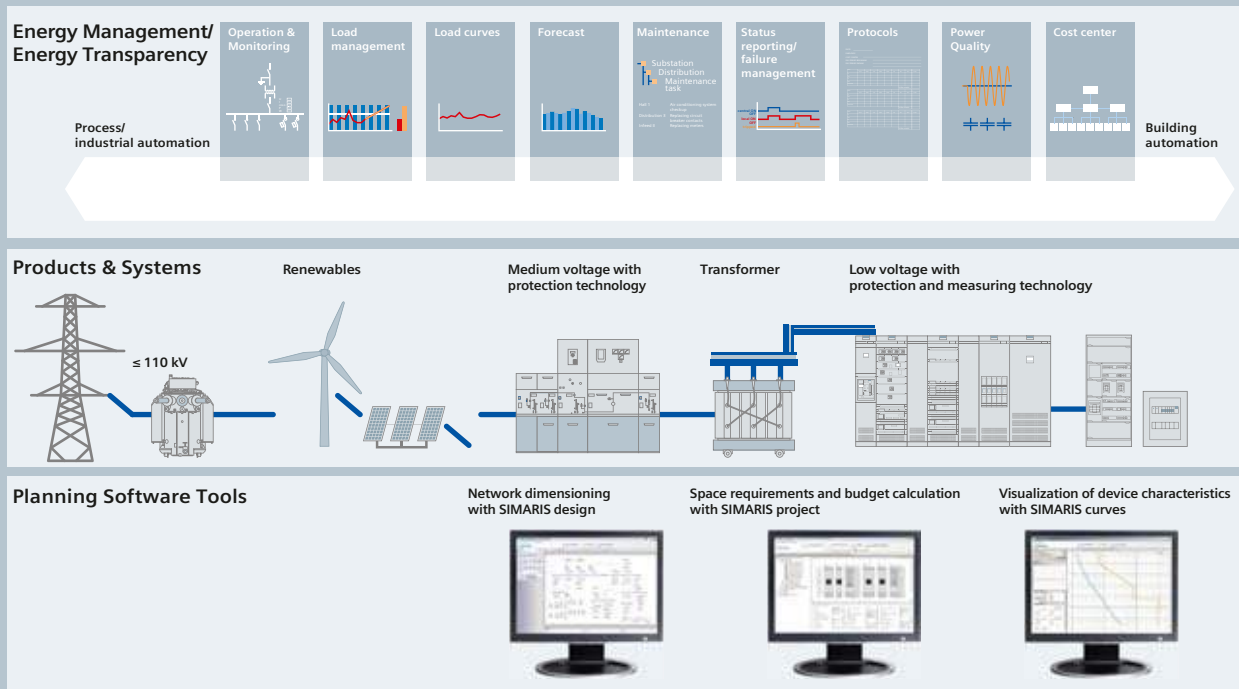 Energy Management/
Energy Transparency
Process/
industrial automation
Operation &
Monitoring
Load
management
Load curves
Forecast
Maintenance
Substation
Distribution
Maintenance
task
Status
reporting/
failure
management
Protocols
Power
Quality
Cost center
Building
automation
Products & Systems
≤ 110 kV
Renewables
Medium voltage with
protection technology
Transformer
Low voltage with
protection and measuring technology
Planning Software Tools
Network dimensioning
with SIMARIS design
Space requirements and budget calculation
with SIMARIS project
Visualization of device characteristics
with SIMARIS curves